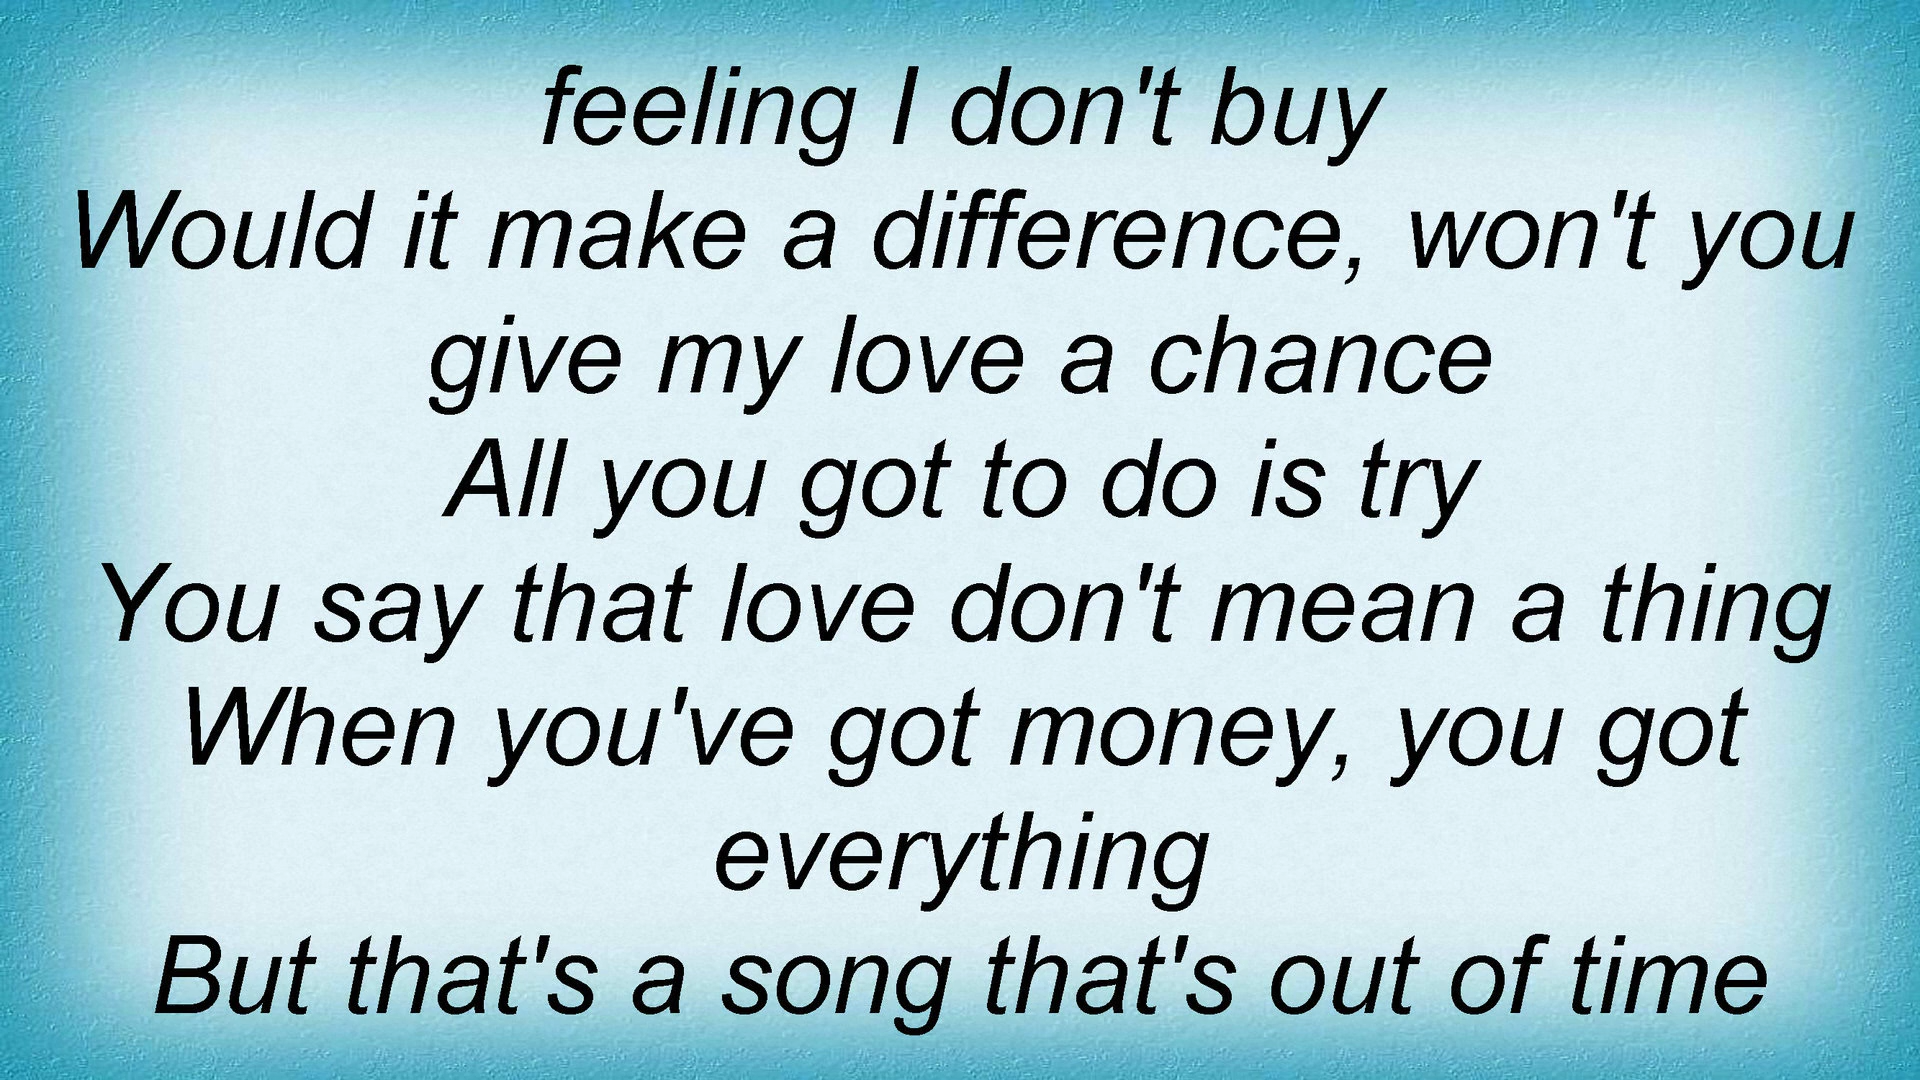 feeling I don't buy
Would it make a difference, won't you
give my love a chance
All you got to do is try
You say that love don't mean a thing
When you've got money, you got
everything
But that's a song that's out of time